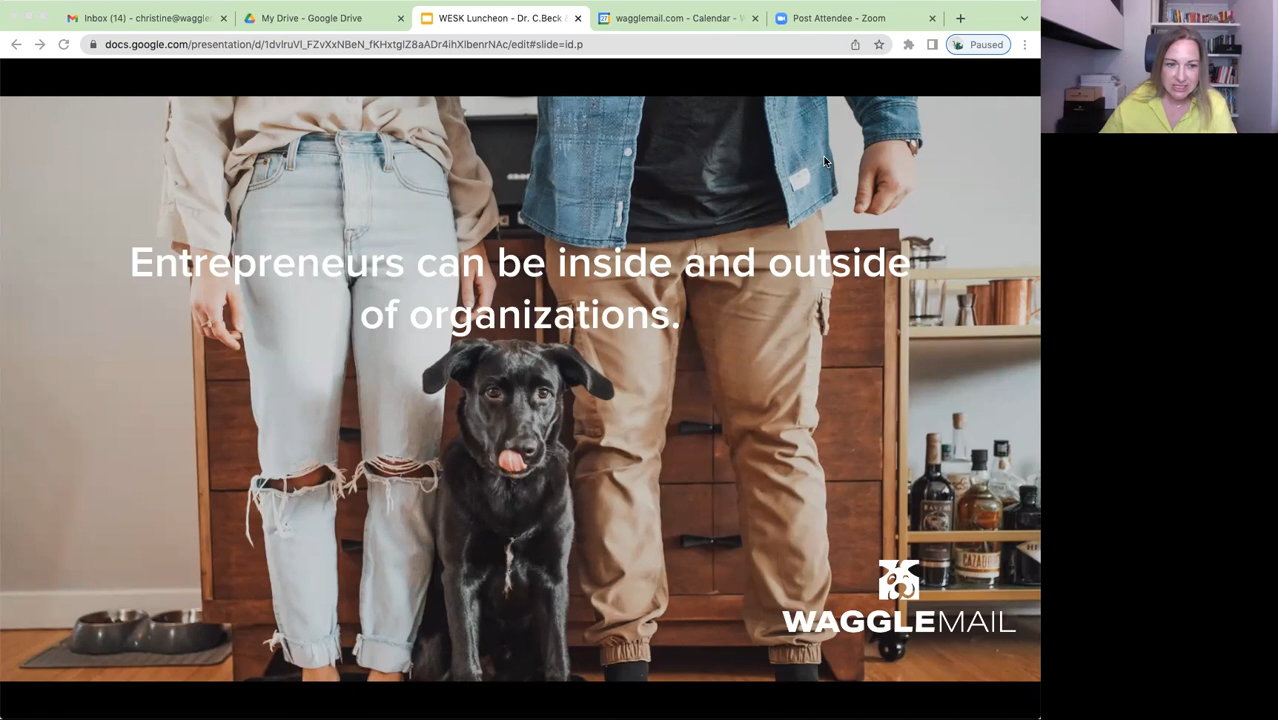 Inbox (14) - christine@waggle
My Drive - Google Drive
WESK Luncheon - Dr. C.Beck &
wagglemail.com - Calendar - W
Post Attendee - Zoom
docs.google.com/presentation/d/1dvlruVl_FZvXxNBeN_fKHxtglZ8aADr4ihXlbenrNAc/edit#slide=id.p
Paused
Entrepreneurs can be inside and outside
of organizations.
WAGGLEMAIL